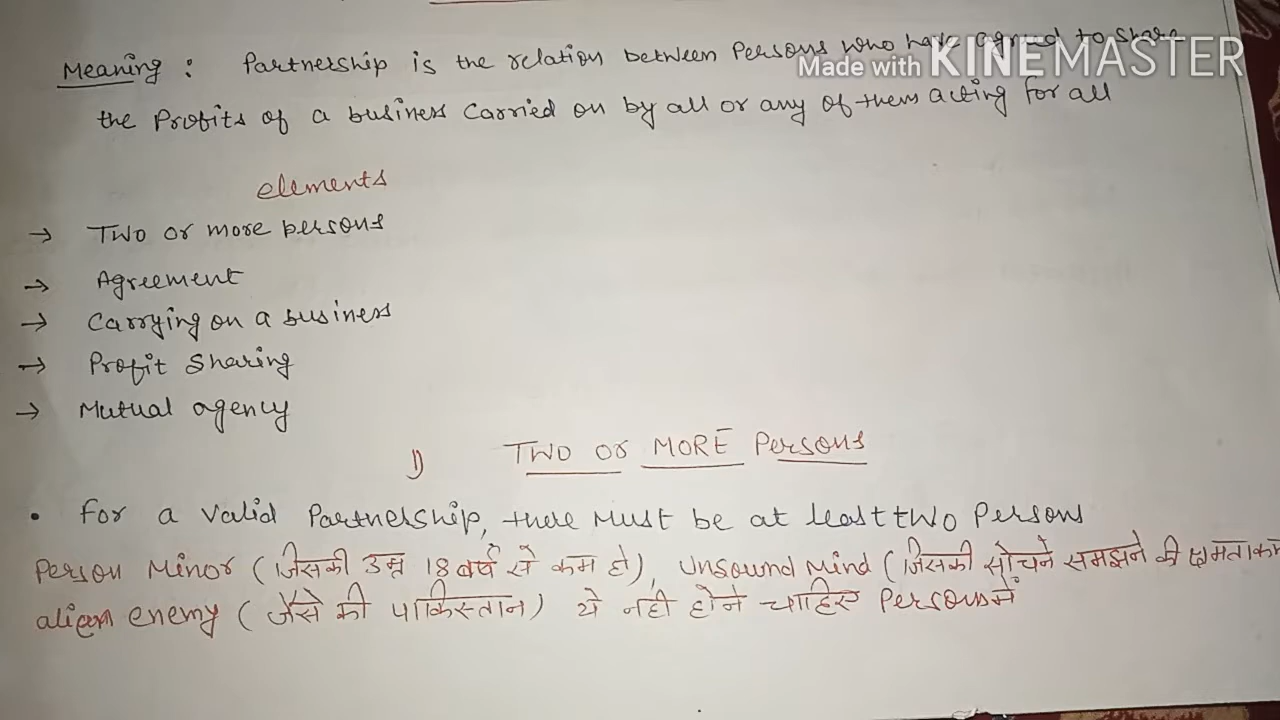 Made with KINEMASTER
Meaning : Partnership is the relation between Persons who have agreed to share
the Profits of a business Carried on by all or any of them acting for all
elements
→ Two or more persons
→ Agreement
→ Carrying on a business
→ Profit Sharing
→ Mutual agency
1) TWO or MORE Persons
• for a valid Partnership, there must be at least two Persons
Person Minor (जिसकी उम्र 18 वर्ष से कम हो), Unsound Mind (जिसकी सोचने समझने की क्षमता कम
enemy (जैसे की पाकिस्तान) ये नही होने चाहिए Persons में